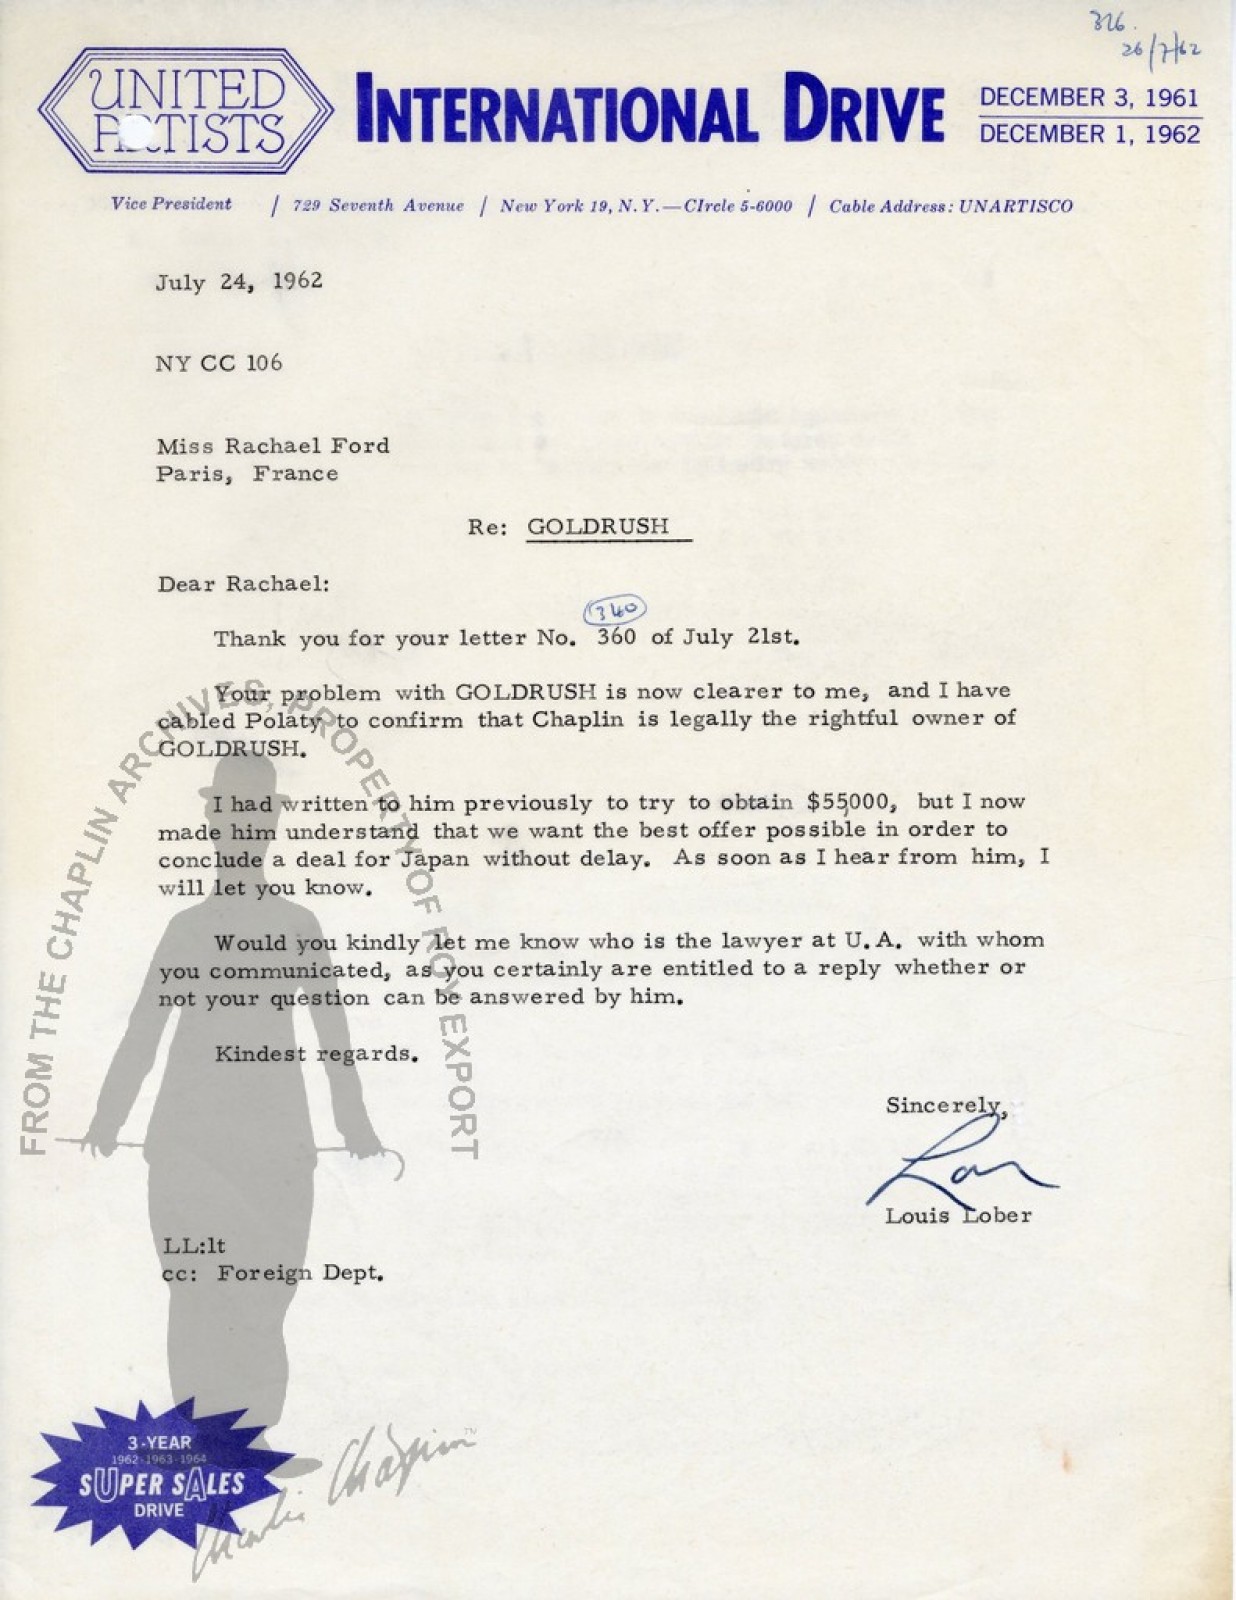 326.
26/7/62
UNITED
ARTISTS
INTERNATIONAL DRIVE
DECEMBER 3, 1961
DECEMBER 1, 1962
Vice President / 729 Seventh Avenue / New York 19, N. Y.—CIrcle 5-6000 / Cable Address: UNARTISCO
July 24, 1962
NY CC 106
Miss Rachael Ford
Paris, France
Re: GOLDRUSH
Dear Rachael:
340
Thank you for your letter No. 360 of July 21st.
Your problem with GOLDRUSH is now clearer to me, and I have
cabled Polaty to confirm that Chaplin is legally the rightful owner of
GOLDRUSH.
I had written to him previously to try to obtain $55,000, but I now
made him understand that we want the best offer possible in order to
conclude a deal for Japan without delay. As soon as I hear from him, I
will let you know.
Would you kindly let me know who is the lawyer at U.A. with whom
you communicated, as you certainly are entitled to a reply whether or
not your question can be answered by him.
Kindest regards.
Sincerely,
Lou
Louis Lober
LL:lt
cc: Foreign Dept.
FROM THE CHAPLIN ARCHIVES, PROPERTY OF ROY EXPORT
3-YEAR
1962-1963-1964
SUPER SALES
DRIVE
Charlie Chaplin TM